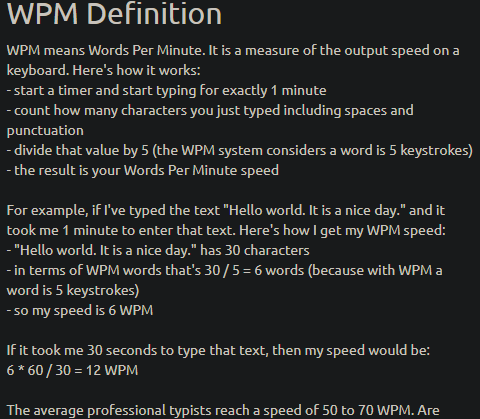 WPM Definition
WPM means Words Per Minute. It is a measure of the output speed on a
keyboard. Here's how it works:
- start a timer and start typing for exactly 1 minute
- count how many characters you just typed including spaces and
punctuation
- divide that value by 5 (the WPM system considers a word is 5 keystrokes)
- the result is your Words Per Minute speed
For example, if I've typed the text "Hello world. It is a nice day." and it
took me 1 minute to enter that text. Here's how I get my WPM speed:
- "Hello world. It is a nice day." has 30 characters
- in terms of WPM words that's 30 / 5 = 6 words (because with WPM a
word is 5 keystrokes)
- so my speed is 6 WPM
If it took me 30 seconds to type that text, then my speed would be:
6 * 60 / 30 = 12 WPM
The average professional typists reach a speed of 50 to 70 WPM. Are